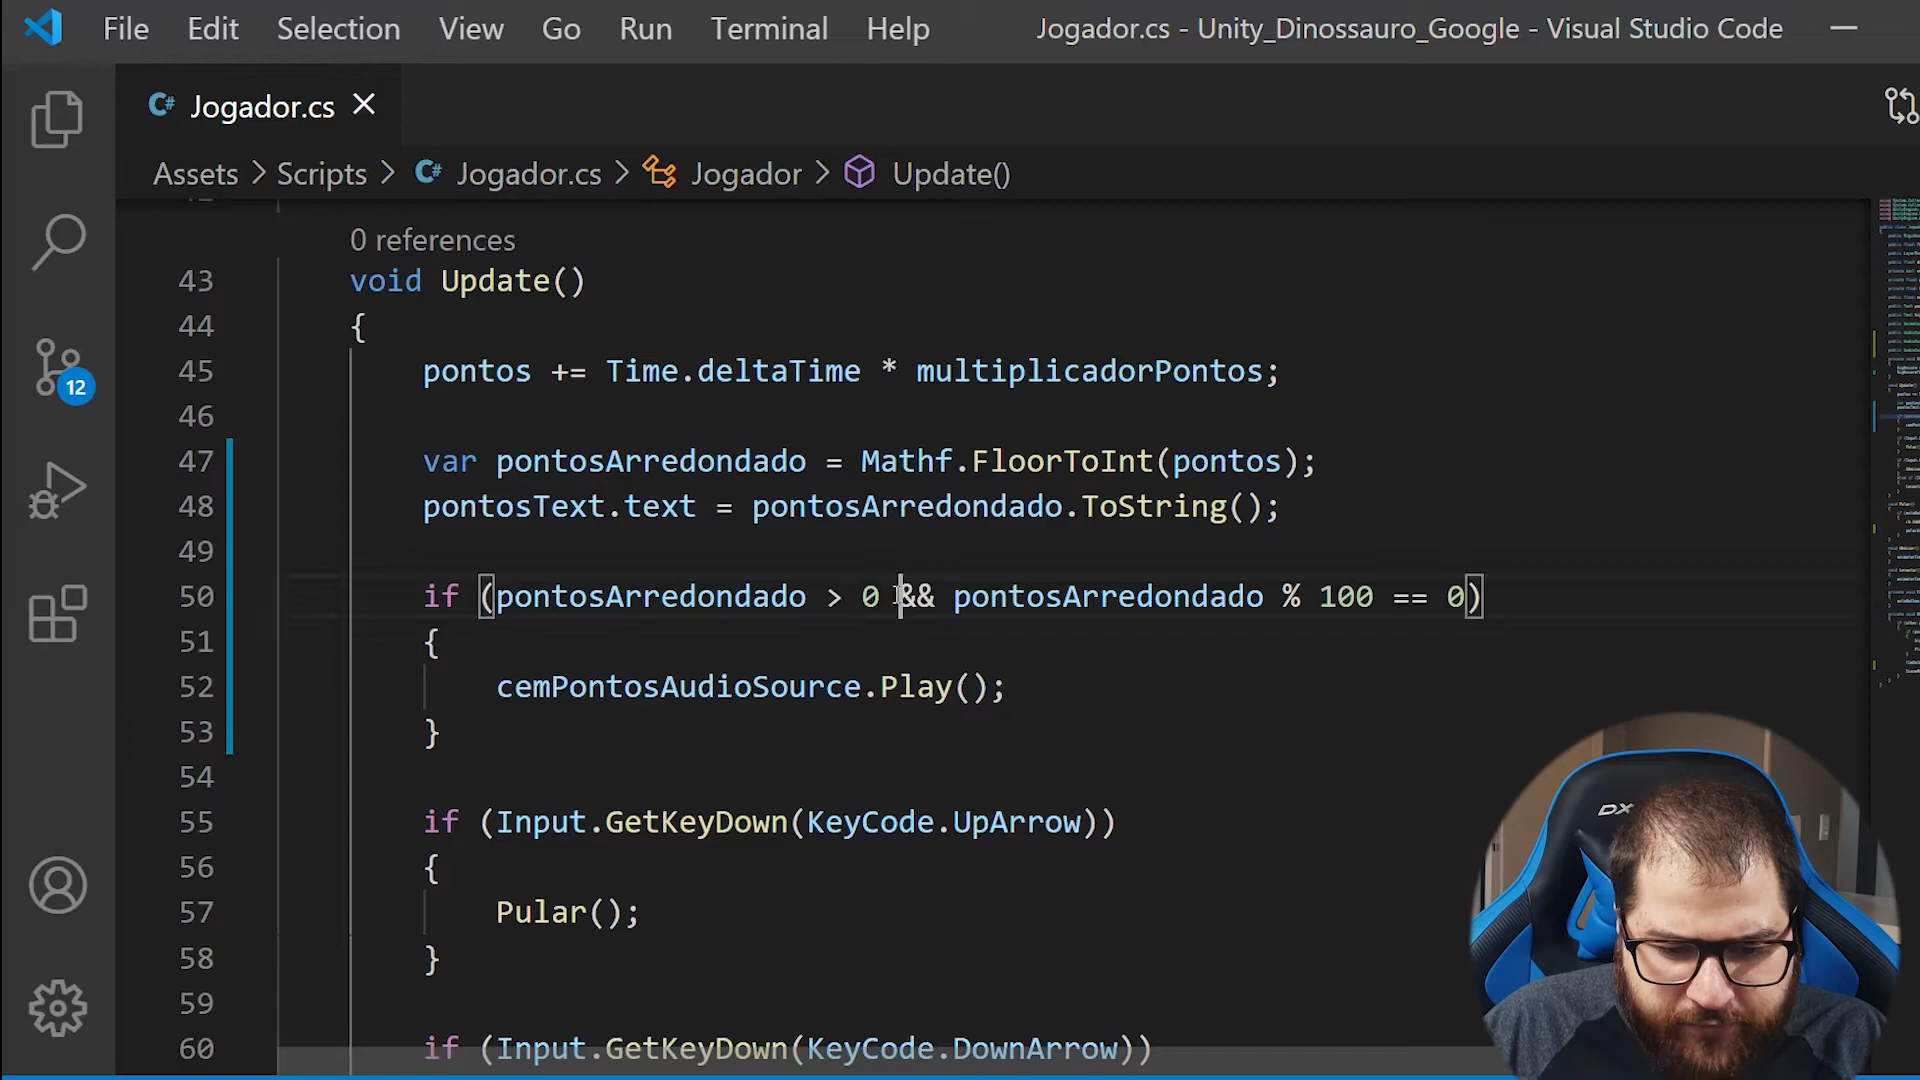 File Edit Selection View Go Run Terminal Help Jogador.cs - Unity_Dinossauro_Google - Visual Studio Code
Jogador.cs
Assets > Scripts > Jogador.cs > Jogador > Update()
0 references
43 void Update()
44 {
45 pontos += Time.deltaTime * multiplicadorPontos;
46
47 var pontosArredondado = Mathf.FloorToInt(pontos);
48 pontosText.text = pontosArredondado.ToString();
49
50 if (pontosArredondado > 0 && pontosArredondado % 100 == 0)
51 {
52 cemPontosAudioSource.Play();
53 }
54
55 if (Input.GetKeyDown(KeyCode.UpArrow))
56 {
57 Pular();
58 }
59
60 if (Input.GetKeyDown(KeyCode.DownArrow))
12
DX